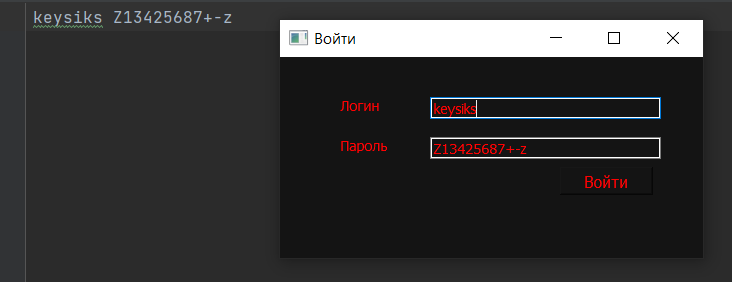 keysiks Z13425687+-z
Войти
Логин
keysiks
Пароль
Z13425687+-z
Войти